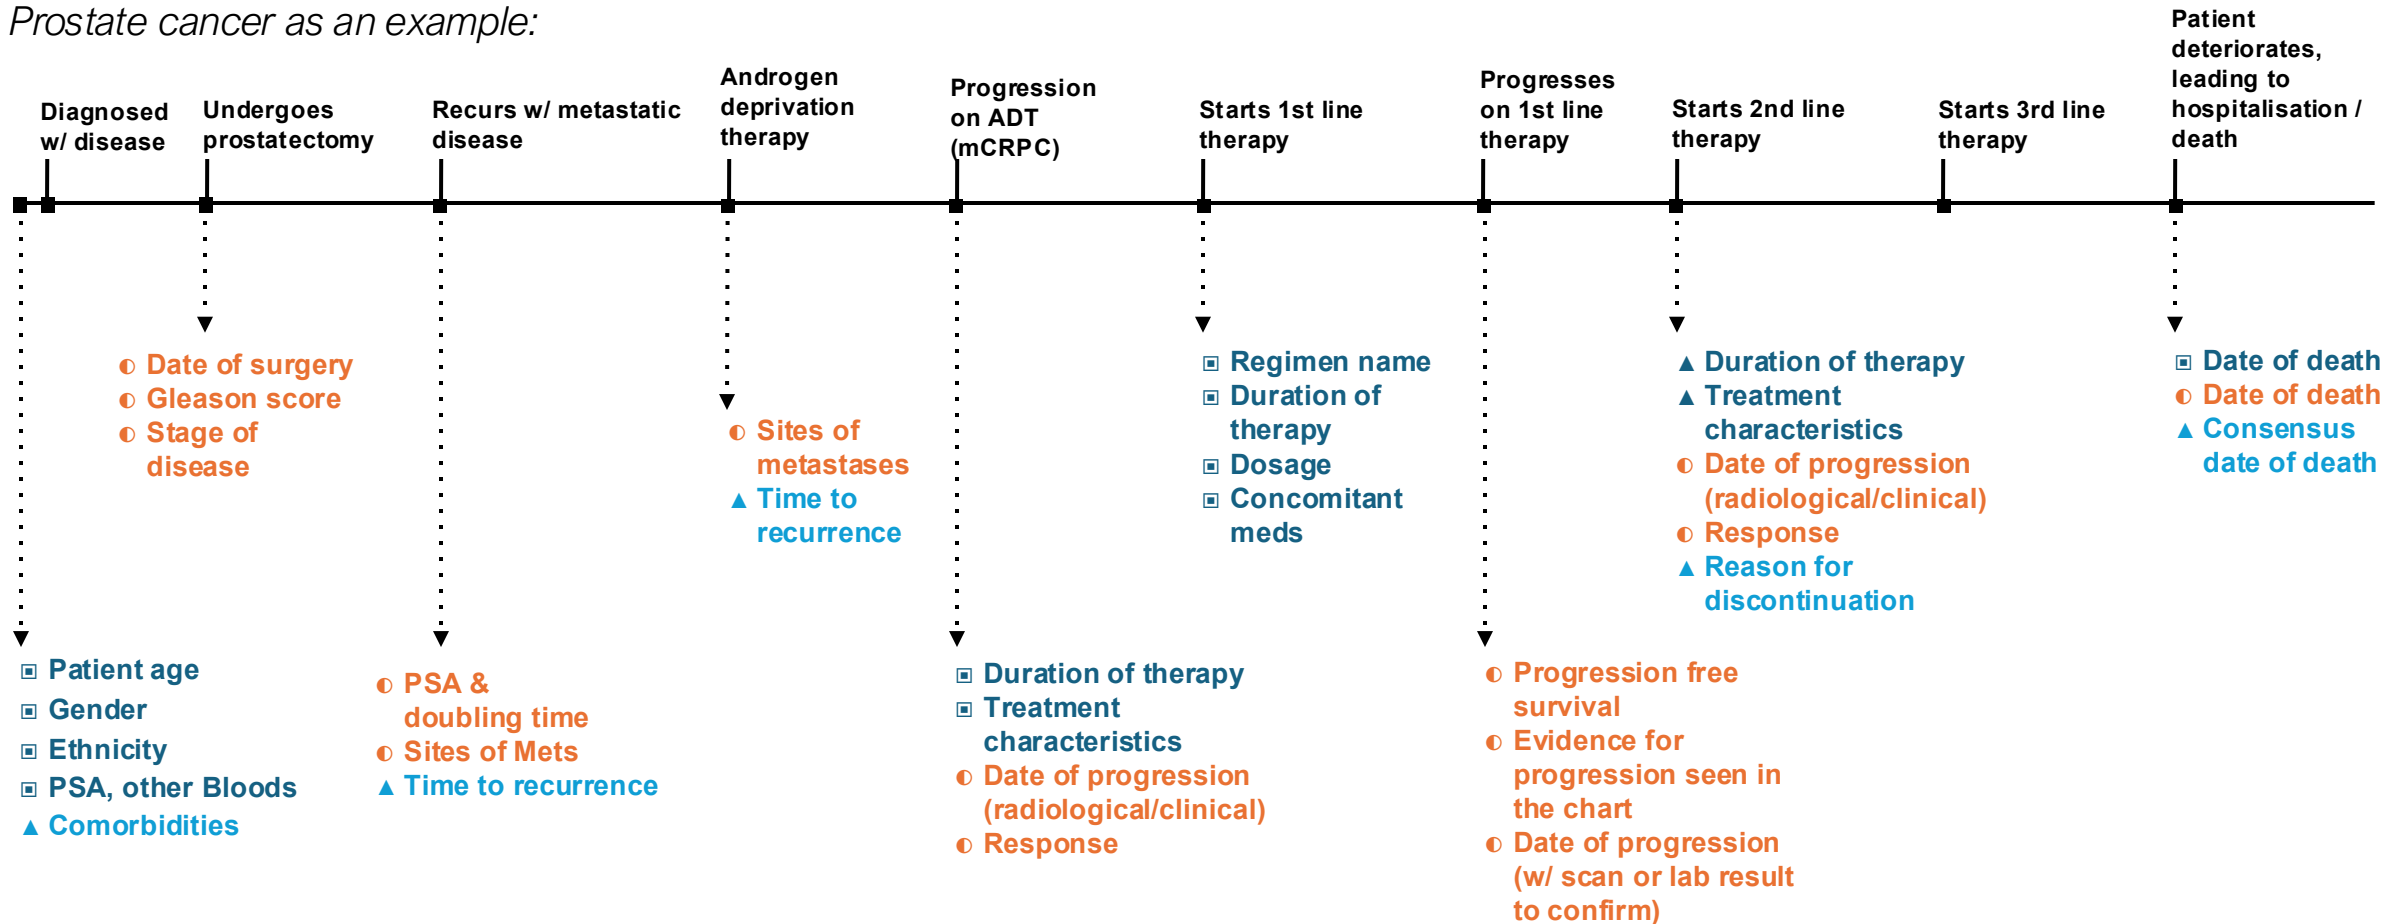 Prostate cancer as an example:
Diagnosed
w/ disease
Undergoes
prostatectomy
Recurs w/ metastatic
disease
Androgen
deprivation
therapy
Progression
on ADT
(mCRPC)
Starts 1st line
therapy
Progresses
on 1st line
therapy
Starts 2nd line
therapy
Starts 3rd line
therapy
Patient
deteriorates,
leading to
hospitalisation /
death
Patient age
Gender
Ethnicity
PSA, other Bloods
Comorbidities
Date of surgery
Gleason score
Stage of
disease
PSA &
doubling time
Sites of Mets
Time to recurrence
Sites of
metastases
Time to
recurrence
Duration of therapy
Treatment
characteristics
Date of progression
(radiological/clinical)
Response
Regimen name
Duration of
therapy
Dosage
Concomitant
meds
Progression free
survival
Evidence for
progression seen in
the chart
Date of progression
(w/ scan or lab result
to confirm)
Duration of therapy
Treatment
characteristics
Date of progression
(radiological/clinical)
Response
Reason for
discontinuation
Date of death
Date of death
Consensus
date of death